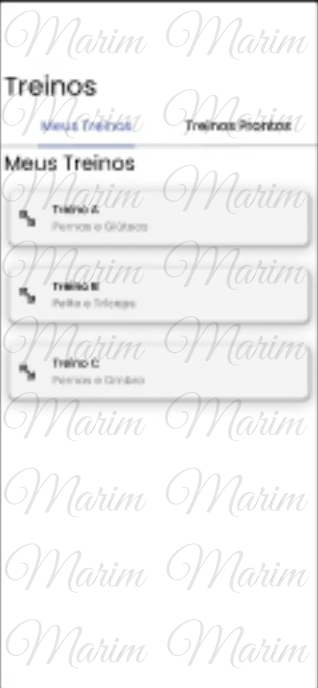 Marim Marim
Treinos
Meus Treinos Treinos Prontos
Marim Marim
Meus Treinos
Marim Marim
Treino A
Pernas e Glúteos
Marim Marim
Treino B
Peito e Tríceps
Marim Marim
Treino C
Pernas e Ombro
Marim Marim
Marim Marim
Marim Marim
Marim Marim